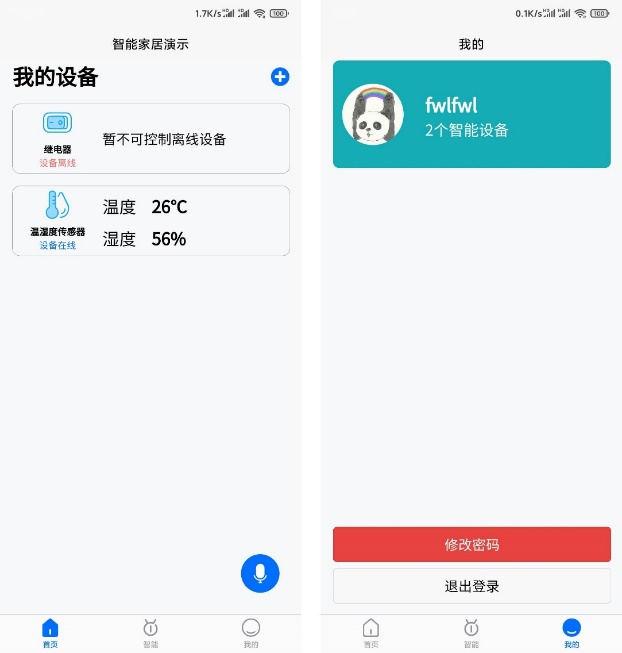 1.7K/s
100
智能家居演示
我的设备
继电器
设备离线
暂不可控制离线设备
温湿度传感器
设备在线
温度 26℃
湿度 56%
首页
智能
我的
0.1K/s
100
我的
fwlfwl
2个智能设备
修改密码
退出登录
首页
智能
我的